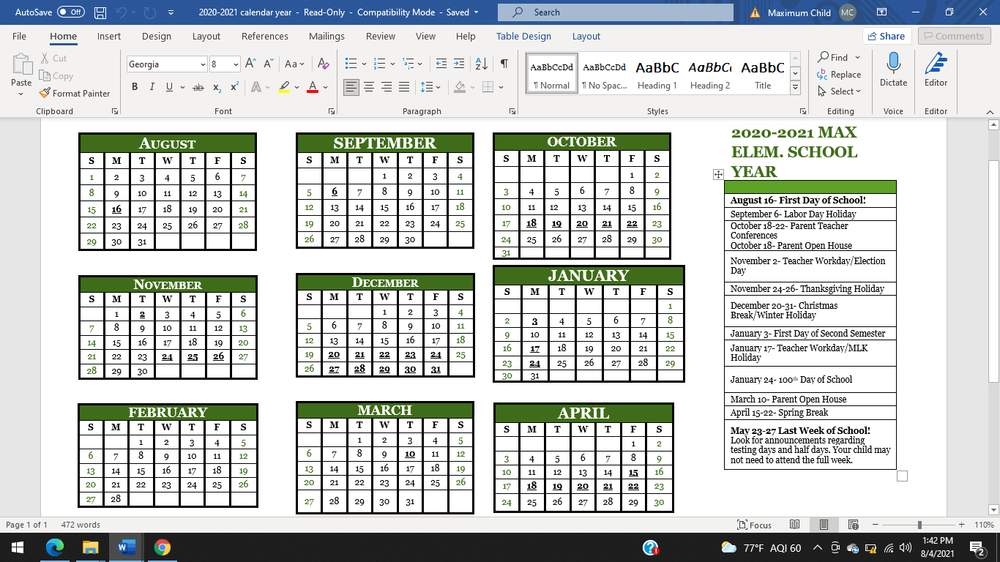 AutoSave Off 2020-2021 calendar year - Read-Only - Compatibility Mode - Saved Search Maximum Child MC
File Home Insert Design Layout References Mailings Review View Help Table Design Layout Share Comments
Paste
Cut
Copy
Format Painter
Clipboard
Georgia 8
Font
Paragraph
AaBbCcDd AaBbCcDd AaBbC AaBbCc AaBbC
¶ Normal ¶ No Spac... Heading 1 Heading 2 Title
Styles
Find
Replace
Select
Editing
Dictate
Voice
Editor
Editor
August
S M T W T F S
1 2 3 4 5 6 7
8 9 10 11 12 13 14
15 16 17 18 19 20 21
22 23 24 25 26 27 28
29 30 31
SEPTEMBER
S M T W T F S
1 2 3 4
5 6 7 8 9 10 11
12 13 14 15 16 17 18
19 20 21 22 23 24 25
26 27 28 29 30
OCTOBER
S M T W T F S
1 2
3 4 5 6 7 8 9
10 11 12 13 14 15 16
17 18 19 20 21 22 23
24 25 26 27 28 29 30
31
November
S M T W T F S
1 2 3 4 5 6
7 8 9 10 11 12 13
14 15 16 17 18 19 20
21 22 23 24 25 26 27
28 29 30
December
S M T W T F S
1 2 3 4
5 6 7 8 9 10 11
12 13 14 15 16 17 18
19 20 21 22 23 24 25
26 27 28 29 30 31
JANUARY
S M T W T F S
1
2 3 4 5 6 7 8
9 10 11 12 13 14 15
16 17 18 19 20 21 22
23 24 25 26 27 28 29
30 31
FEBRUARY
S M T W T F S
1 2 3 4 5
6 7 8 9 10 11 12
13 14 15 16 17 18 19
20 21 22 23 24 25 26
27 28
MARCH
S M T W T F S
1 2 3 4 5
6 7 8 9 10 11 12
13 14 15 16 17 18 19
20 21 22 23 24 25 26
27 28 29 30 31
APRIL
S M T W T F S
1 2
3 4 5 6 7 8 9
10 11 12 13 14 15 16
17 18 19 20 21 22 23
24 25 26 27 28 29 30
2020-2021 MAX
ELEM. SCHOOL
YEAR
August 16- First Day of School!
September 6- Labor Day Holiday
October 18-22- Parent Teacher
Conferences
October 18- Parent Open House
November 2- Teacher Workday/Election
Day
November 24-26- Thanksgiving Holiday
December 20-31- Christmas
Break/Winter Holiday
January 3- First Day of Second Semester
January 17- Teacher Workday/MLK
Holiday
January 24- 100th Day of School
March 10- Parent Open House
April 15-22- Spring Break
May 23-27 Last Week of School!
Look for announcements regarding
testing days and half days. Your child may
not need to attend the full week.
Page 1 of 1 472 words Focus 110%
77°F AQI 60 1:42 PM
8/4/2021 2